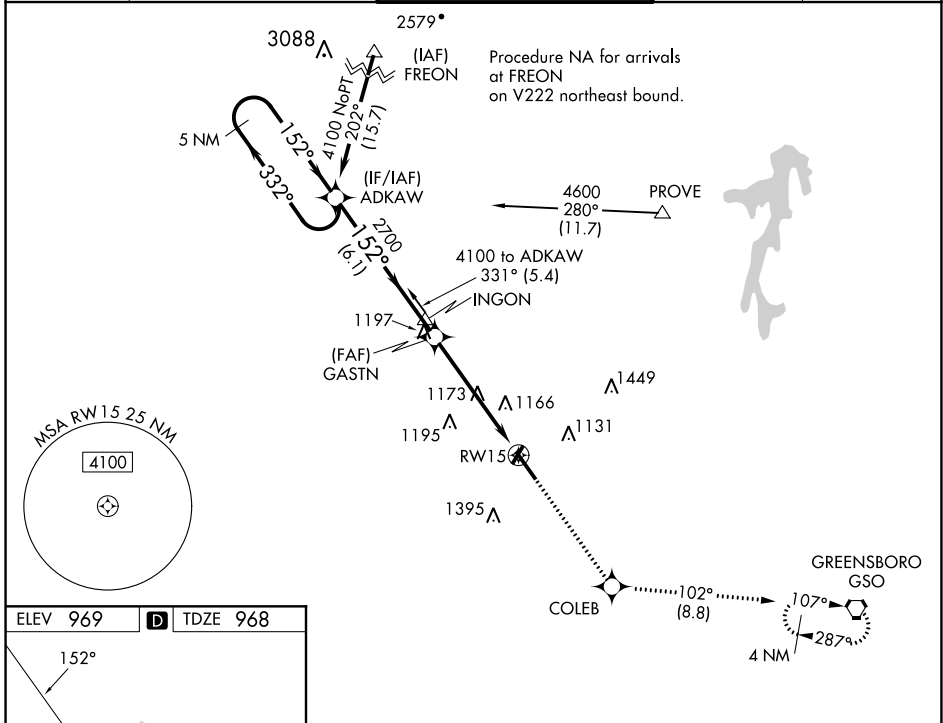 2579
3088
(IAF)
FREON
Procedure NA for arrivals
at FREON
on V222 northeast bound.
4100 NoPT
202°
(15.7)
5 NM
152°
332°
(IF/IAF)
ADKAW
4600
280°
(11.7)
PROVE
2700
152°
(6.1)
4100 to ADKAW
331° (5.4)
INGON
1197
(FAF)
GASTN
1173
1166
1449
1195
1131
RW15
1395
MSA RW15 25 NM
4100
GREENSBORO
GSO
COLEB
102°
(8.8)
107°
287°
4 NM
ELEV 969 D TDZE 968
152°